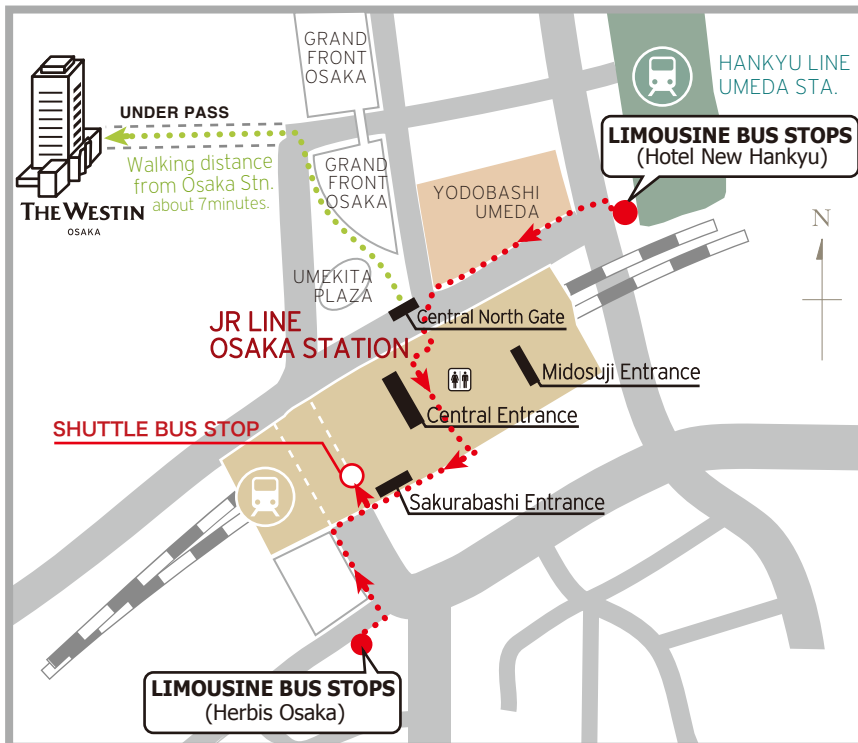 GRAND
FRONT
OSAKA
HANKYU LINE
UMEDA STA.
UNDER PASS
LIMOUSINE BUS STOPS
(Hotel New Hankyu)
Walking distance
from Osaka Stn.
about 7minutes.
GRAND
FRONT
OSAKA
YODOBASHI
UMEDA
THE WESTIN
OSAKA
N
UMEKITA
PLAZA
Central North Gate
JR LINE
OSAKA STATION
Midosuji Entrance
Central Entrance
SHUTTLE BUS STOP
Sakurabashi Entrance
LIMOUSINE BUS STOPS
(Herbis Osaka)